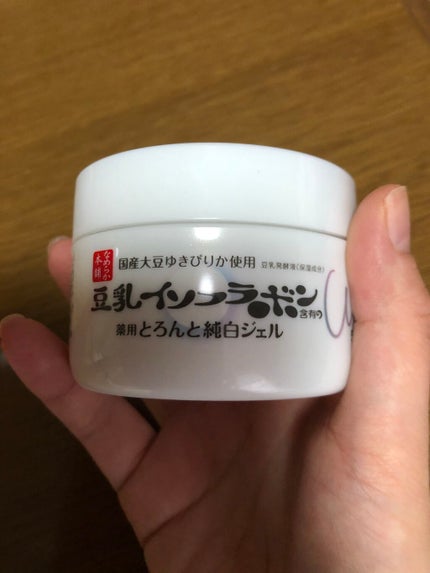 なめらか
本舗
国産大豆ゆきぴりか使用 豆乳発酵液(保湿成分)
豆乳イソフラボン含有の
薬用とろんと純白ジェル